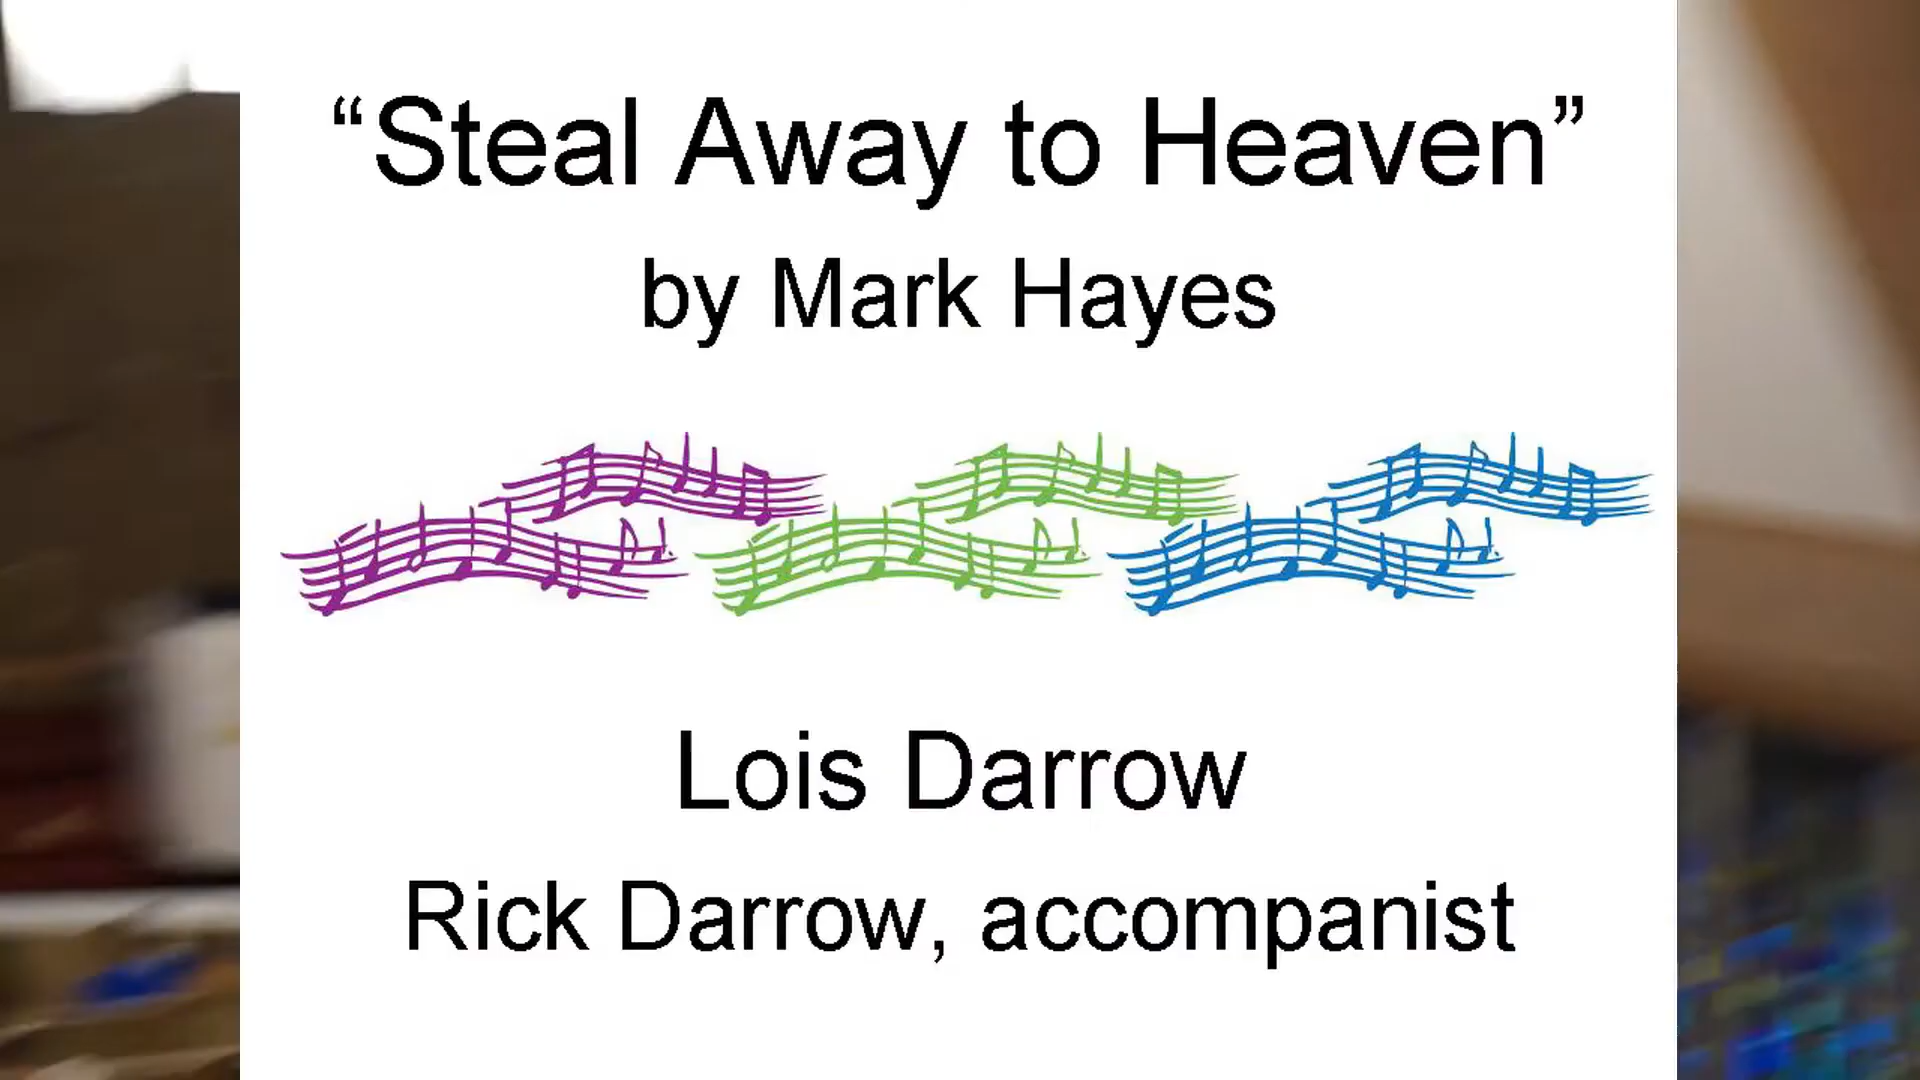 “Steal Away to Heaven”
by Mark Hayes
Lois Darrow
Rick Darrow, accompanist